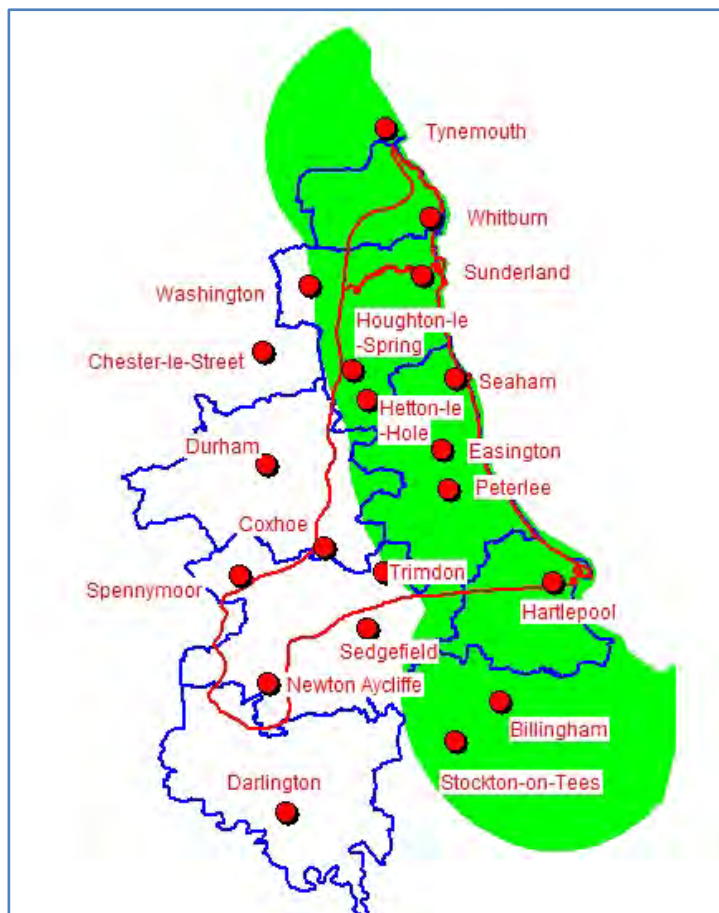 Tynemouth
Whitburn
Sunderland
Washington
Houghton-le
-Spring
Chester-le-Street
Seaham
Hetton-le
-Hole
Durham
Easington
Peterlee
Coxhoe
Trimdon
Spennymoor
Hartlepool
Sedgefield
Newton Aycliffe
Billingham
Darlington
Stockton-on-Tees